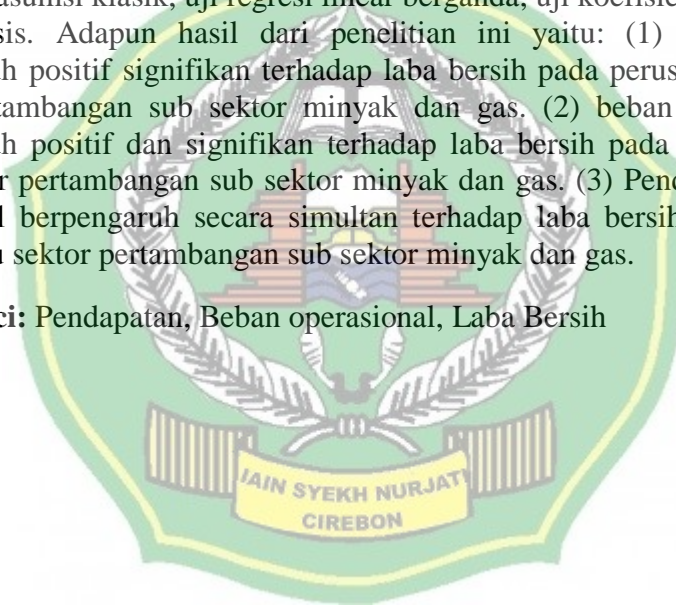 asumsi klasik, uji regresi linear berganda, uji koefisie
sis. Adapun hasil dari penelitian ini yaitu: (1)
uh positif signifikan terhadap laba bersih pada perus
tambangan sub sektor minyak dan gas. (2) beban
uh positif dan signifikan terhadap laba bersih pada
r pertambangan sub sektor minyak dan gas. (3) Pend
l berpengaruh secara simultan terhadap laba bersih
u sektor pertambangan sub sektor minyak dan gas.
ci: Pendapatan, Beban operasional, Laba Bersih
IAIN SYEKH NURJATI
CIREBON